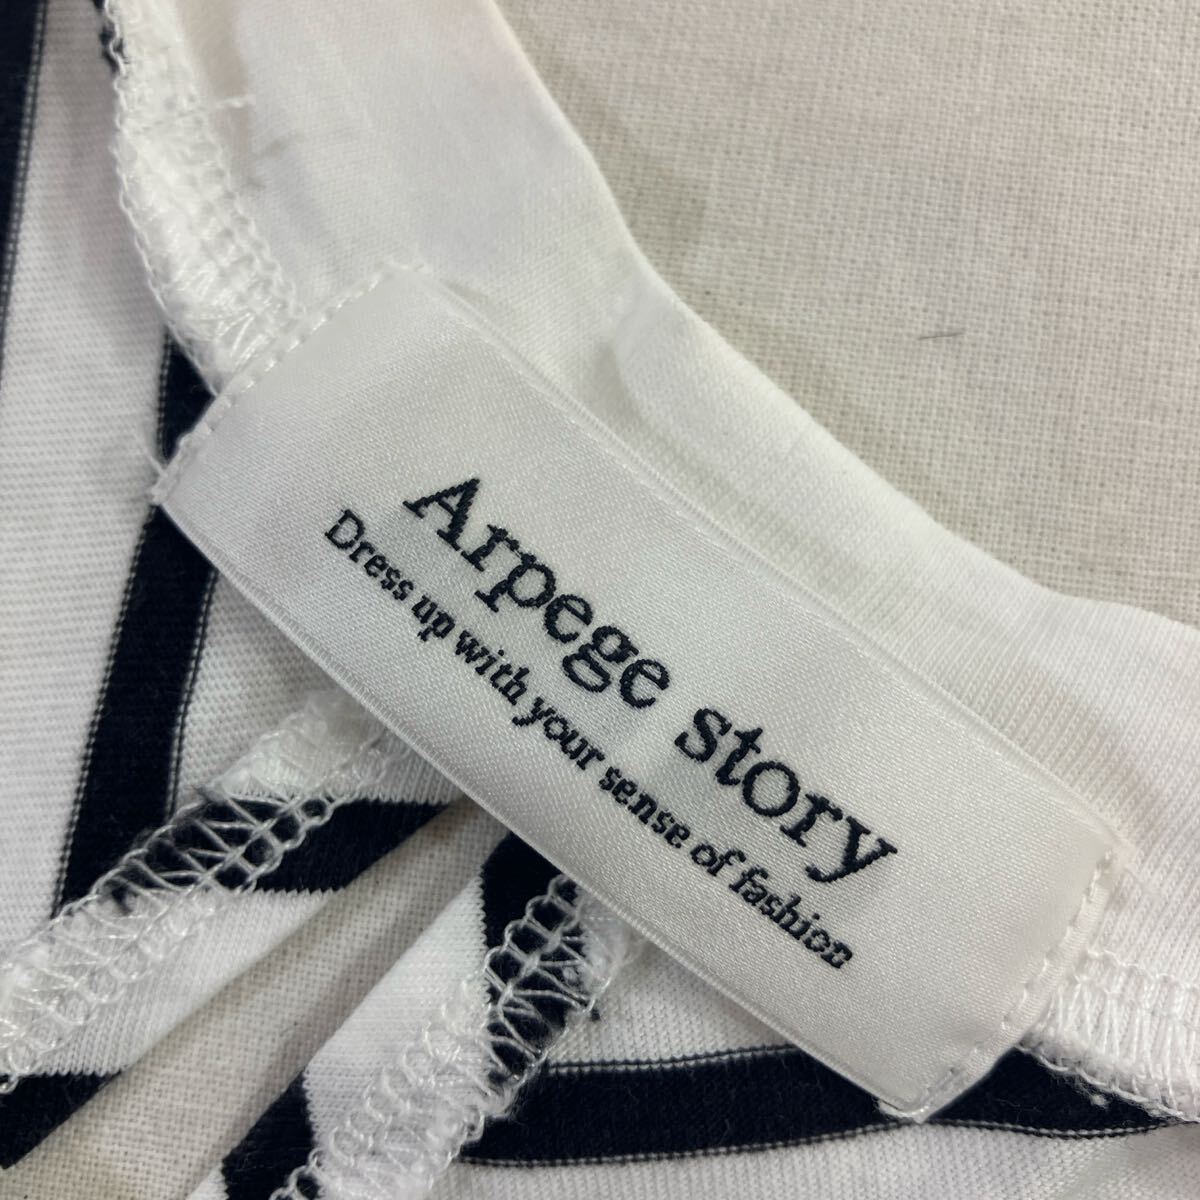 Arpege story
Dress up with your sense of fashion